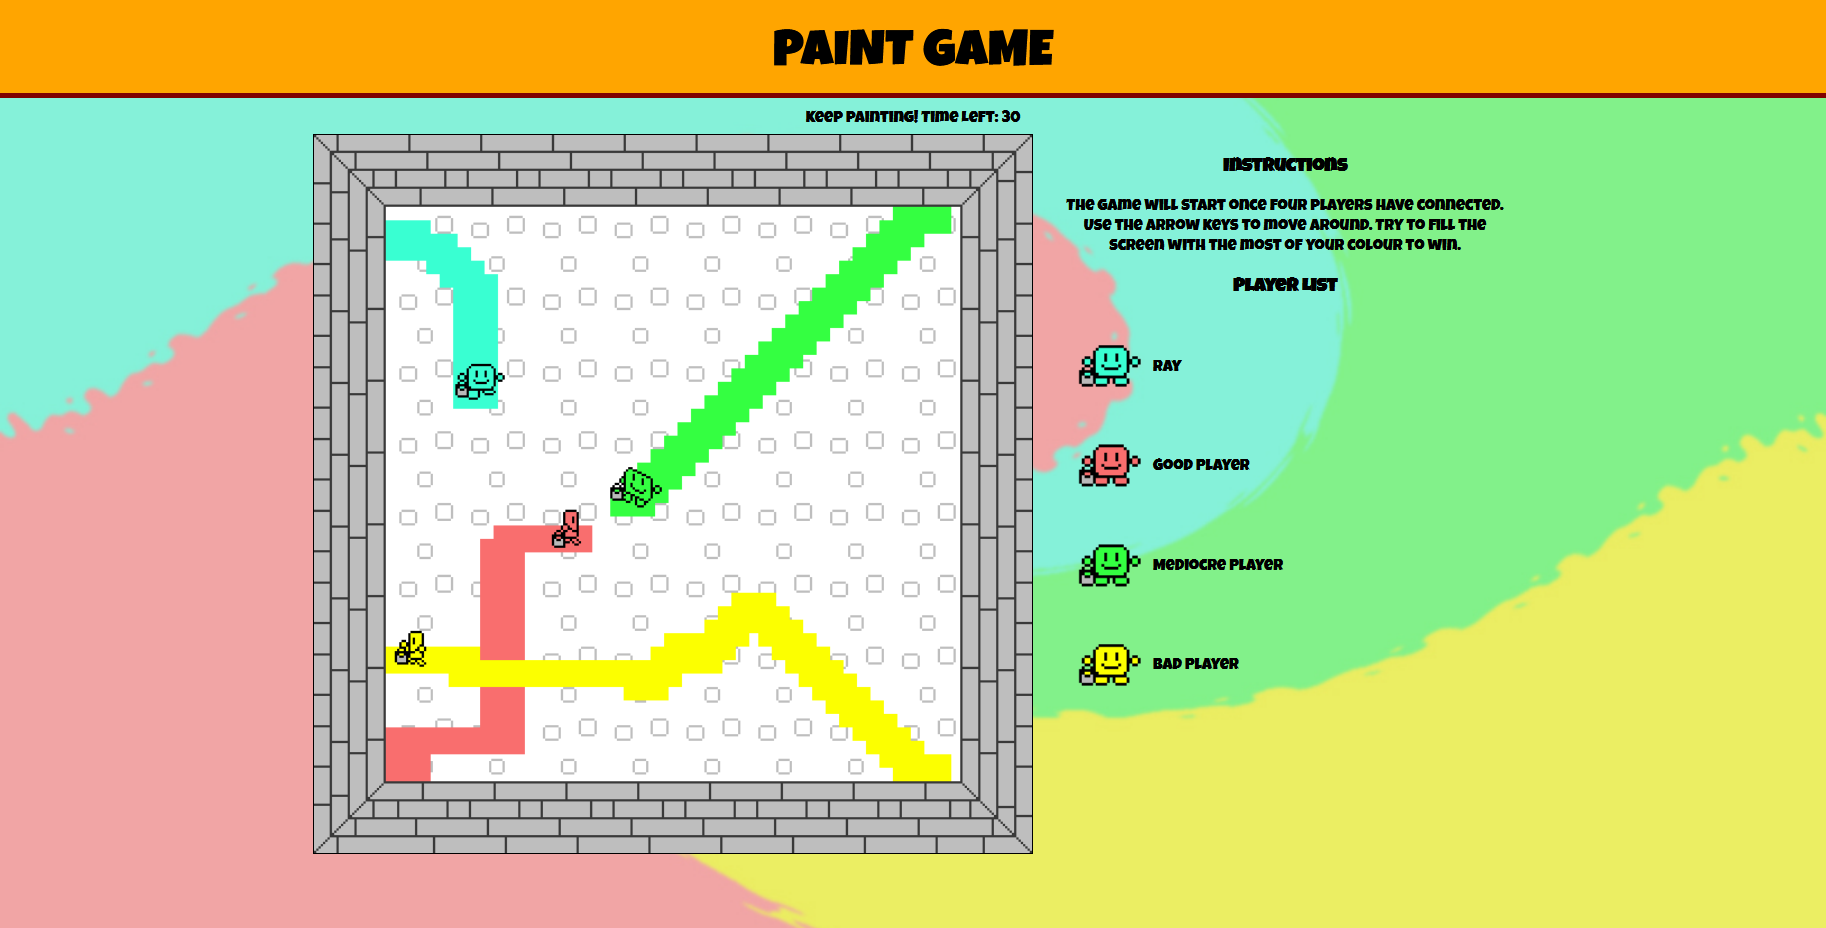 PAINT GAME
KEEP PAINTING! TIME LEFT: 30
INSTRUCTIONS
THE GAME WILL START ONCE FOUR PLAYERS HAVE CONNECTED.
USE THE ARROW KEYS TO MOVE AROUND. TRY TO FILL THE
SCREEN WITH THE MOST OF YOUR COLOUR TO WIN.
PLAYER LIST
RAY
GOOD PLAYER
MEDIOCRE PLAYER
BAD PLAYER